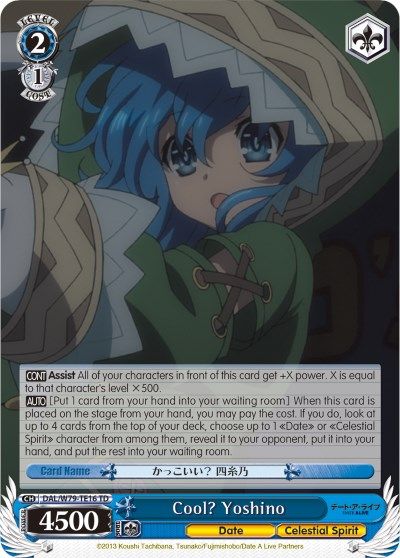 LEVEL
2
1
COST
CONT Assist All of your characters in front of this card get +X power. X is equal
to that character's level ×500.
AUTO [Put 1 card from your hand into your waiting room] When this card is
placed on the stage from your hand, you may pay the cost. If you do, look at
up to 4 cards from the top of your deck, choose up to 1 «Date» or «Celestial
Spirit» character from among them, reveal it to your opponent, put it into your
hand, and put the rest into your waiting room.
Card Name
かっこいい? 四糸乃
CH DAL/W79-TE16 TD
Cool? Yoshino
POWER
4500
SOUL
デート・ア・ライブ
DATE A LIVE
Date
Celestial Spirit
©2013 Koushi Tachibana, Tsunako/Fujimishobo/Date A Live Partners